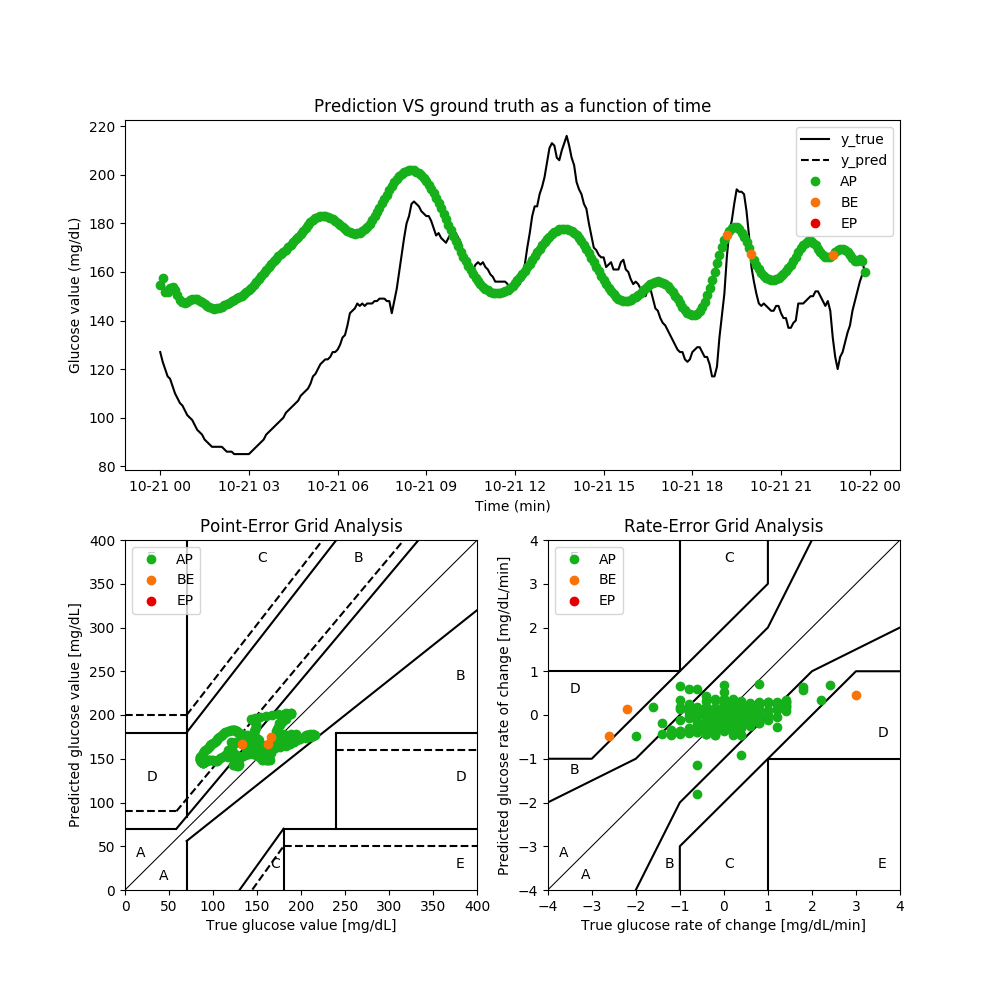 Prediction VS ground truth as a function of time
Glucose value (mg/dL)
220
200
180
160
140
120
100
80
y_true
y_pred
AP
BE
EP
10-21 00 10-21 03 10-21 06 10-21 09 10-21 12 10-21 15 10-21 18 10-21 21 10-22 00
Time (min)
Point-Error Grid Analysis
Predicted glucose value [mg/dL]
400
350
300
250
200
150
100
50
0
AP
BE
EP
C B
B
D D
A
A C E
0 50 100 150 200 250 300 350 400
True glucose value [mg/dL]
Rate-Error Grid Analysis
Predicted glucose rate of change [mg/dL/min]
4
3
2
1
0
−1
−2
−3
−4
AP
BE
EP
C
D
D
B
A
A B C E
−4 −3 −2 −1 0 1 2 3 4
True glucose rate of change [mg/dL/min]